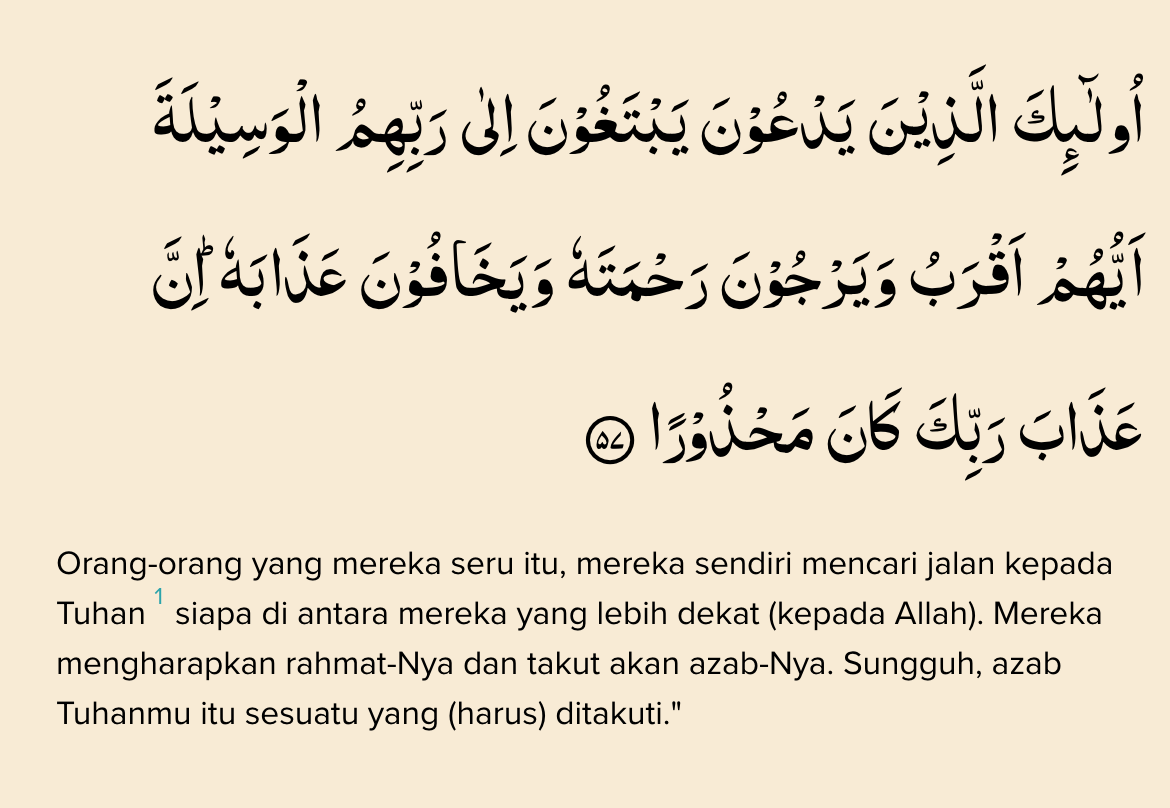 اُولٰۤىِٕكَ الَّذِيْنَ يَدْعُوْنَ يَبْتَغُوْنَ اِلٰى رَبِّهِمُ الْوَسِيْلَةَ
اَيُّهُمْ اَقْرَبُ وَيَرْجُوْنَ رَحْمَتَهٗ وَيَخَافُوْنَ عَذَابَهٗۗ اِنَّ
عَذَابَ رَبِّكَ كَانَ مَحْذُوْرًا ۝٥٧
Orang-orang yang mereka seru itu, mereka sendiri mencari jalan kepada
Tuhan 1 siapa di antara mereka yang lebih dekat (kepada Allah). Mereka
mengharapkan rahmat-Nya dan takut akan azab-Nya. Sungguh, azab
Tuhanmu itu sesuatu yang (harus) ditakuti."